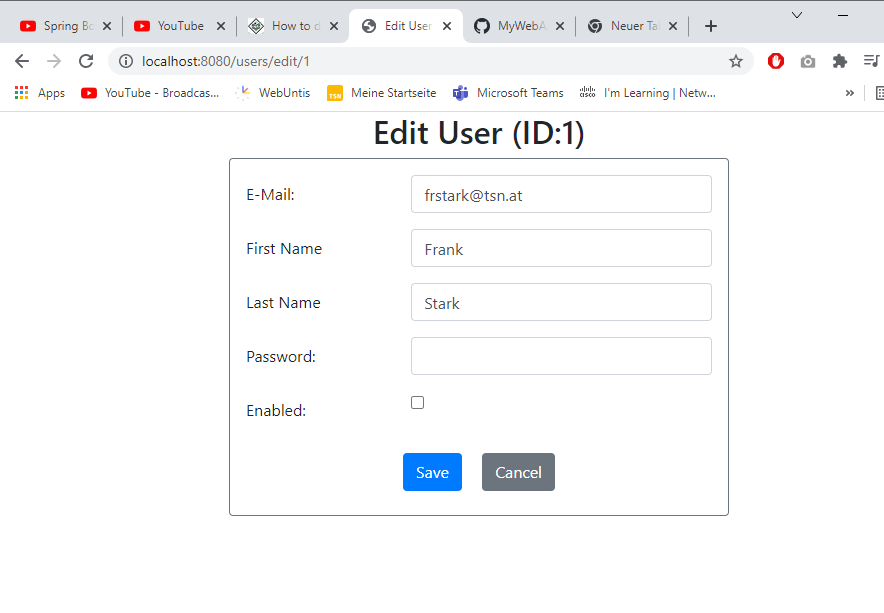 Spring Bo
YouTube
How to d
Edit User
MyWebA
Neuer Tal
localhost:8080/users/edit/1
Apps
YouTube - Broadcas...
WebUntis
TSN
Meine Startseite
Microsoft Teams
cisco
I'm Learning | Netw...
»
Edit User (ID:1)
E-Mail: frstark@tsn.at
First Name Frank
Last Name Stark
Password:
Enabled:
Save Cancel